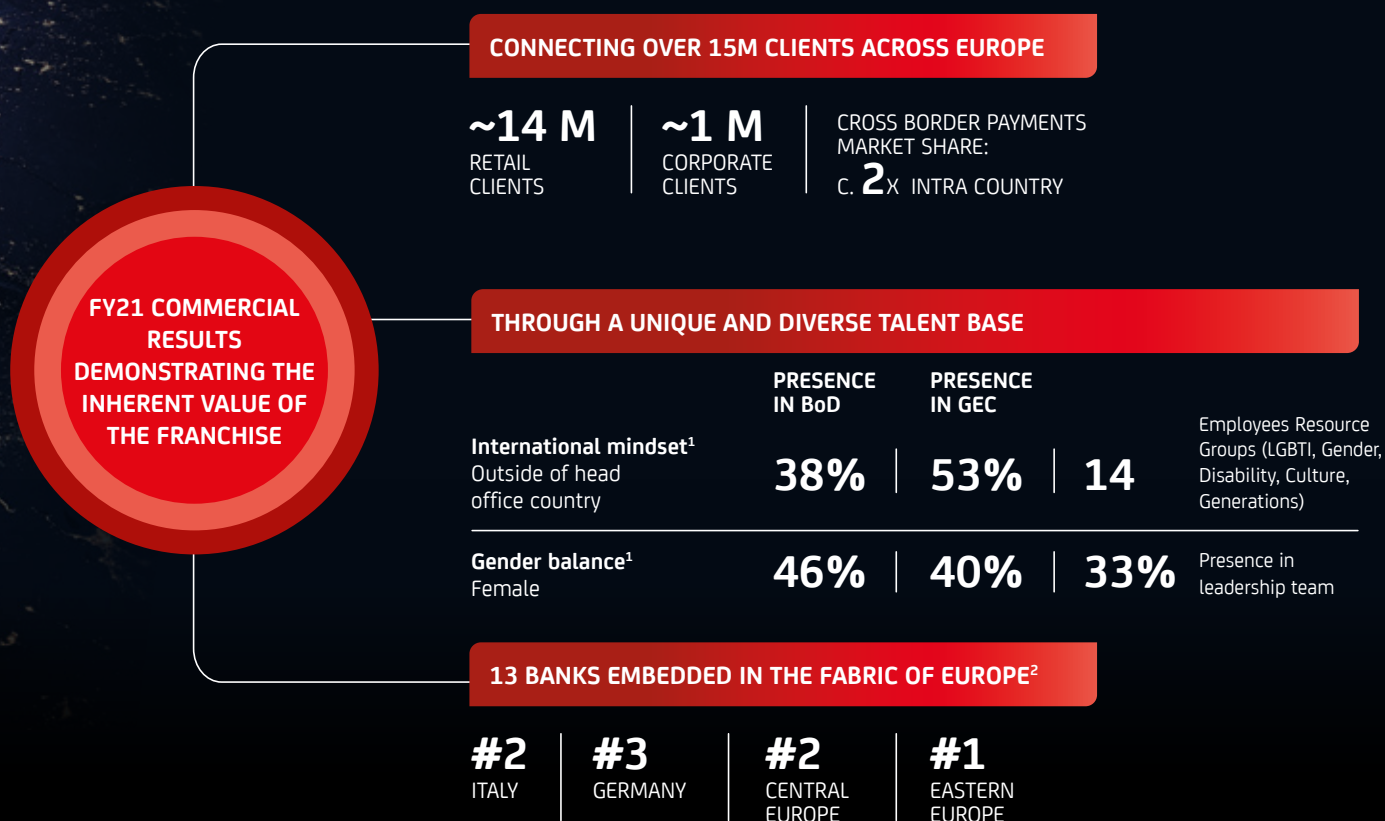 CONNECTING OVER 15M CLIENTS ACROSS EUROPE
~14 M
RETAIL
CLIENTS
~1 M
CORPORATE
CLIENTS
CROSS BORDER PAYMENTS
MARKET SHARE:
C. 2X INTRA COUNTRY
FY21 COMMERCIAL
RESULTS
DEMONSTRATING THE
INHERENT VALUE OF
THE FRANCHISE
THROUGH A UNIQUE AND DIVERSE TALENT BASE
PRESENCE
IN BoD
PRESENCE
IN GEC
International mindset¹
Outside of head
office country
38%
53%
14
Employees Resource
Groups (LGBTI, Gender,
Disability, Culture,
Generations)
Gender balance¹
Female
46%
40%
33%
Presence in
leadership team
13 BANKS EMBEDDED IN THE FABRIC OF EUROPE²
#2
ITALY
#3
GERMANY
#2
CENTRAL
EUROPE
#1
EASTERN
EUROPE